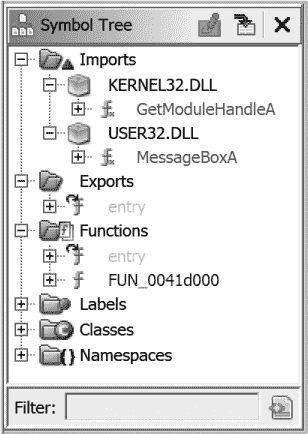 Symbol Tree
Imports
KERNEL32.DLL
GetModuleHandleA
USER32.DLL
MessageBoxA
Exports
entry
Functions
entry
FUN_0041d000
Labels
Classes
Namespaces
Filter: